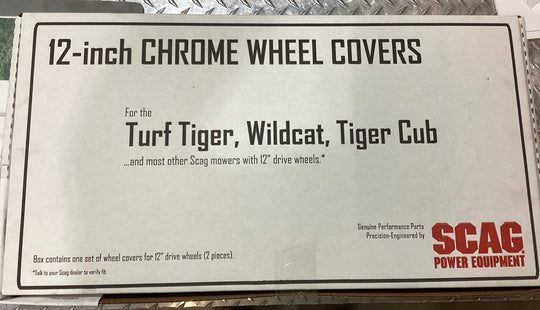 12-inch CHROME WHEEL COVERS
For the
Turf Tiger, Wildcat, Tiger Cub
...and most other Scag mowers with 12" drive wheels.*
Genuine Performance Parts
Precision-Engineered by
SCAG
POWER EQUIPMENT
Box contains one set of wheel covers for 12" drive wheels (2 pieces).
*Talk to your Scag dealer to verify fit.